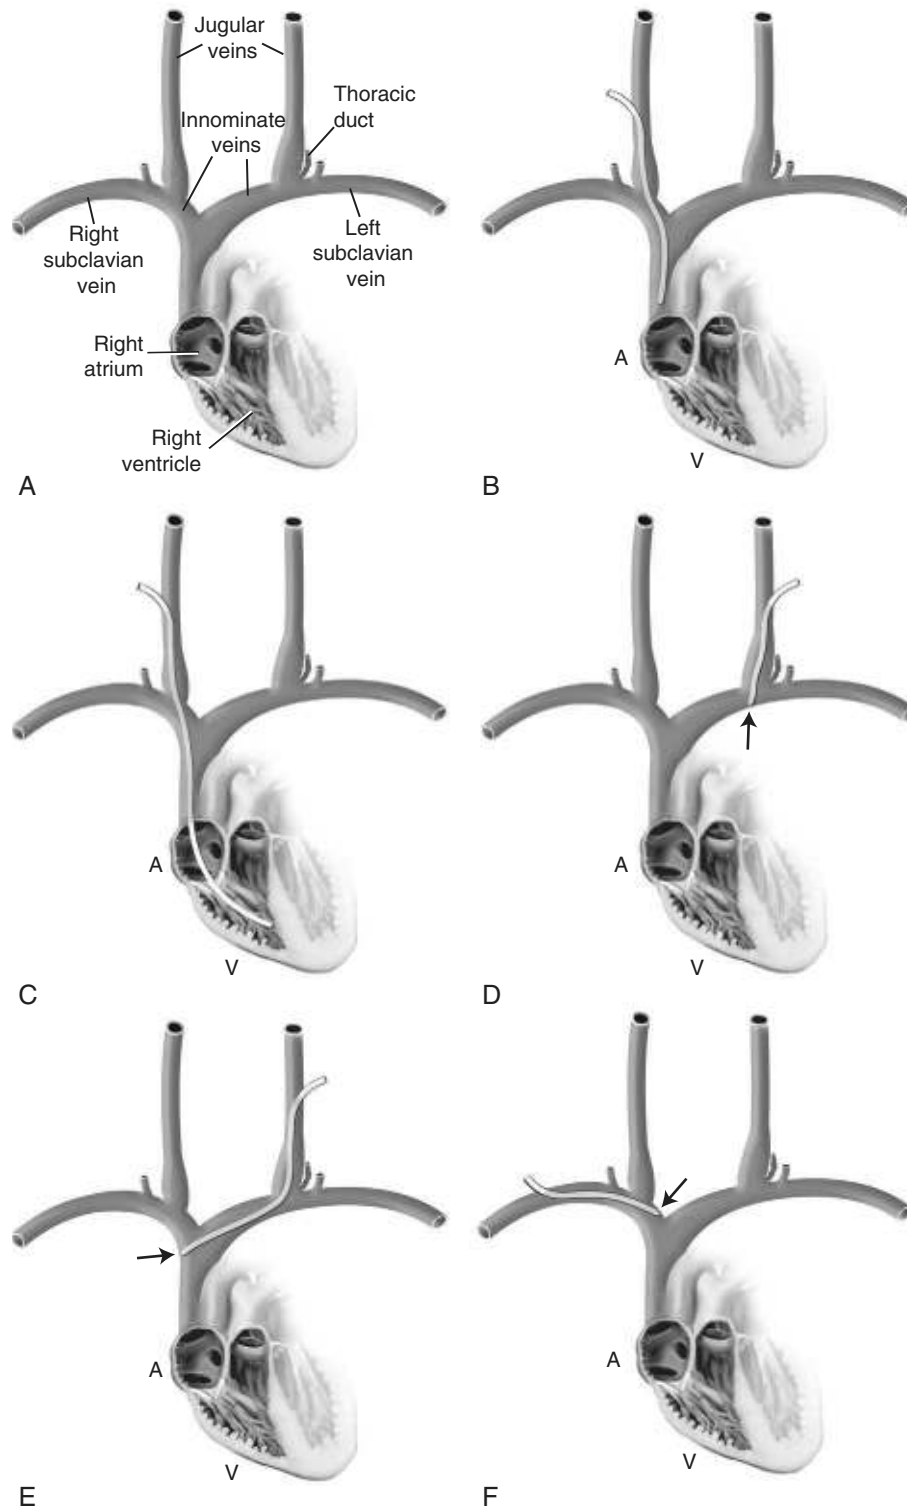 Jugular
veins
Thoracic
duct
Innominate
veins
Right
subclavian
vein
Left
subclavian
vein
Right
atrium
Right
ventricle
A
A
V
B
A
V
C
A
V
D
A
V
E
A
V
F